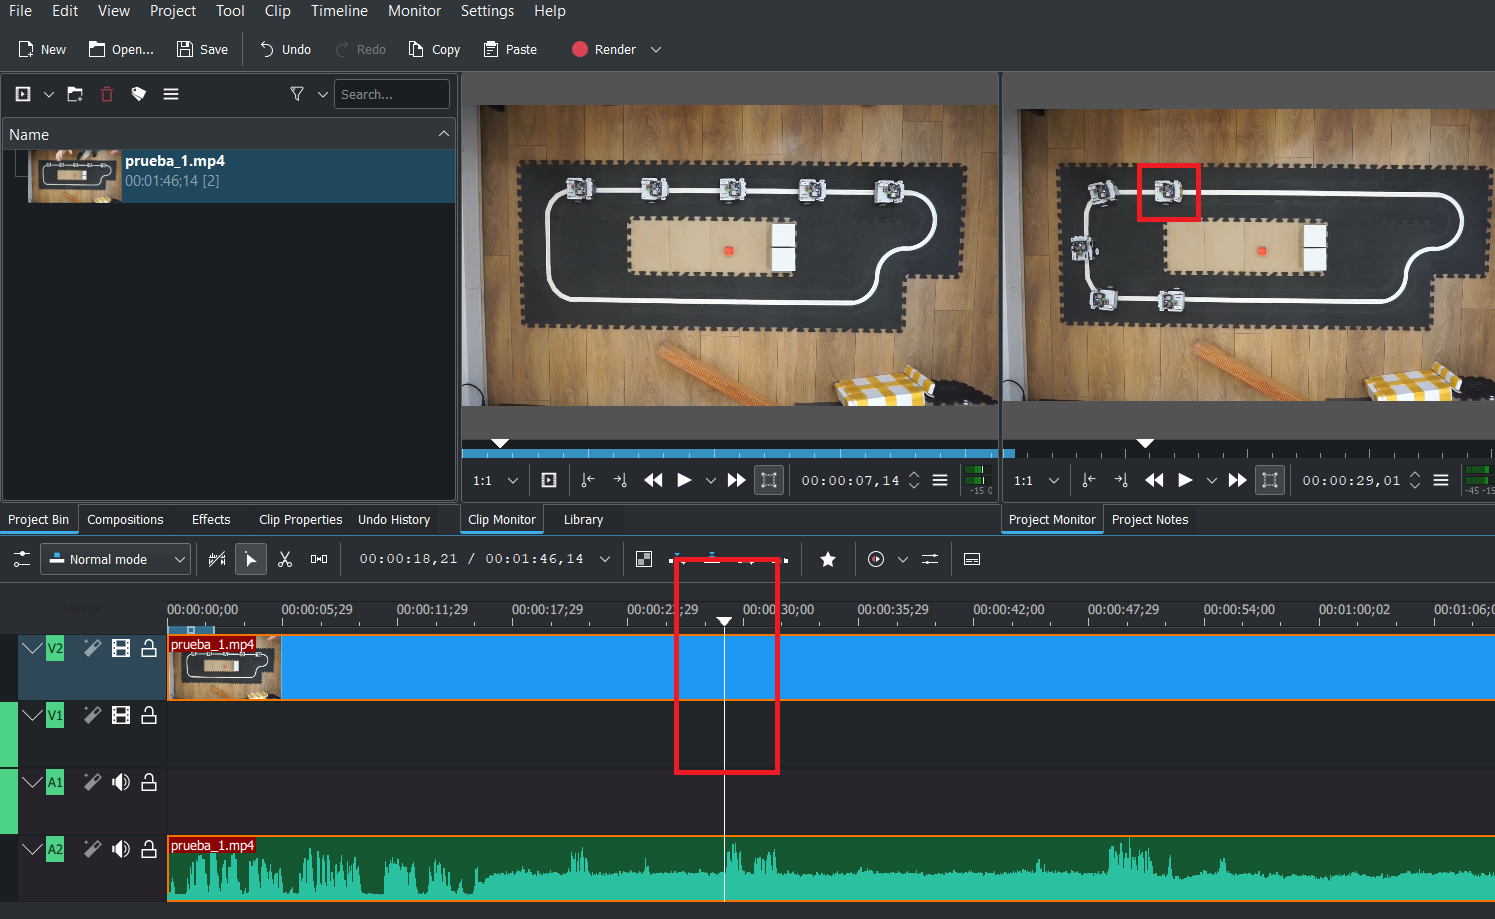 File Edit View Project Tool Clip Timeline Monitor Settings Help
New Open... Save Undo Redo Copy Paste Render
Search...
Name
prueba_1.mp4
00:01:46;14 [2]
1:1 00:00:07,14 -15 0
1:1 00:00:29,01 -45 -15
Project Bin Compositions Effects Clip Properties Undo History Clip Monitor Library Project Monitor Project Notes
Normal mode 00:00:18,21 / 00:01:46,14
Master 00:00:00;00 00:00:05;29 00:00:11;29 00:00:17;29 00:00:23;29 00:00:30;00 00:00:35;29 00:00:42;00 00:00:47;29 00:00:54;00 00:01:00;02 00:01:06;0
V2 prueba_1.mp4
V1
A1
A2 prueba_1.mp4